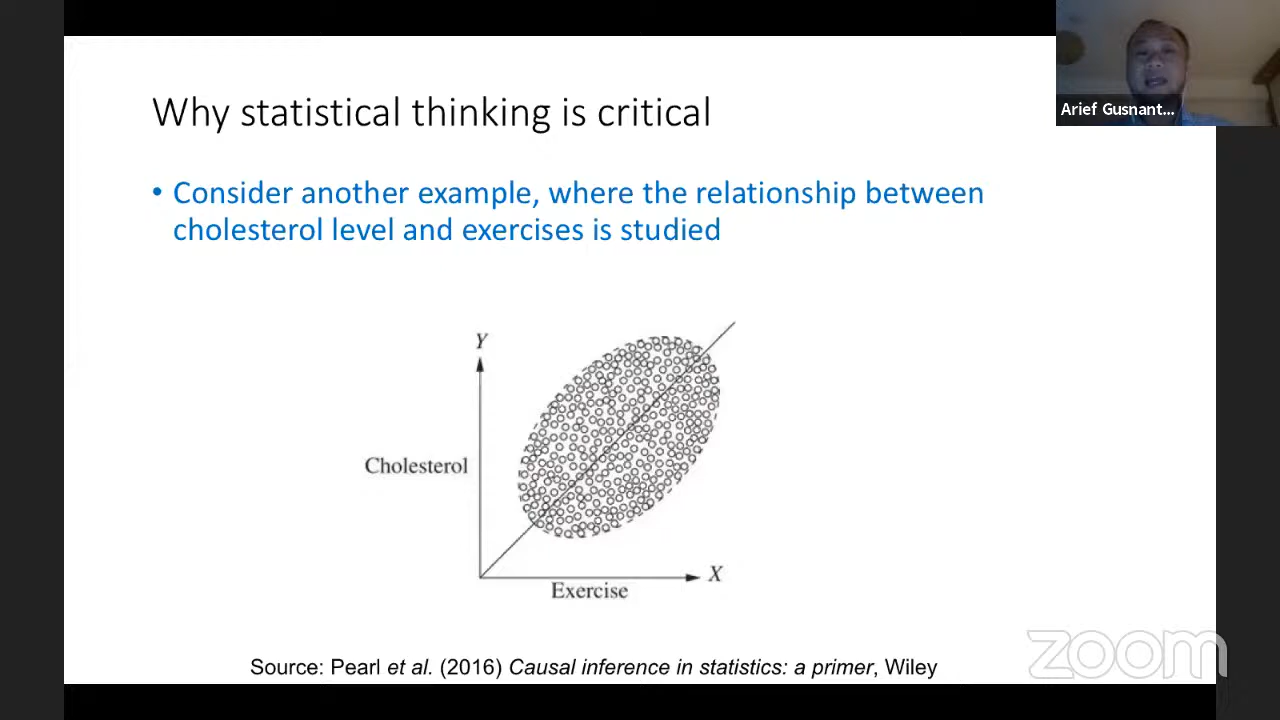 Arief Gusnant...
Why statistical thinking is critical
• Consider another example, where the relationship between
cholesterol level and exercises is studied
Y
Cholesterol
X
Exercise
Source: Pearl et al. (2016) Causal inference in statistics: a primer, Wiley
zoom